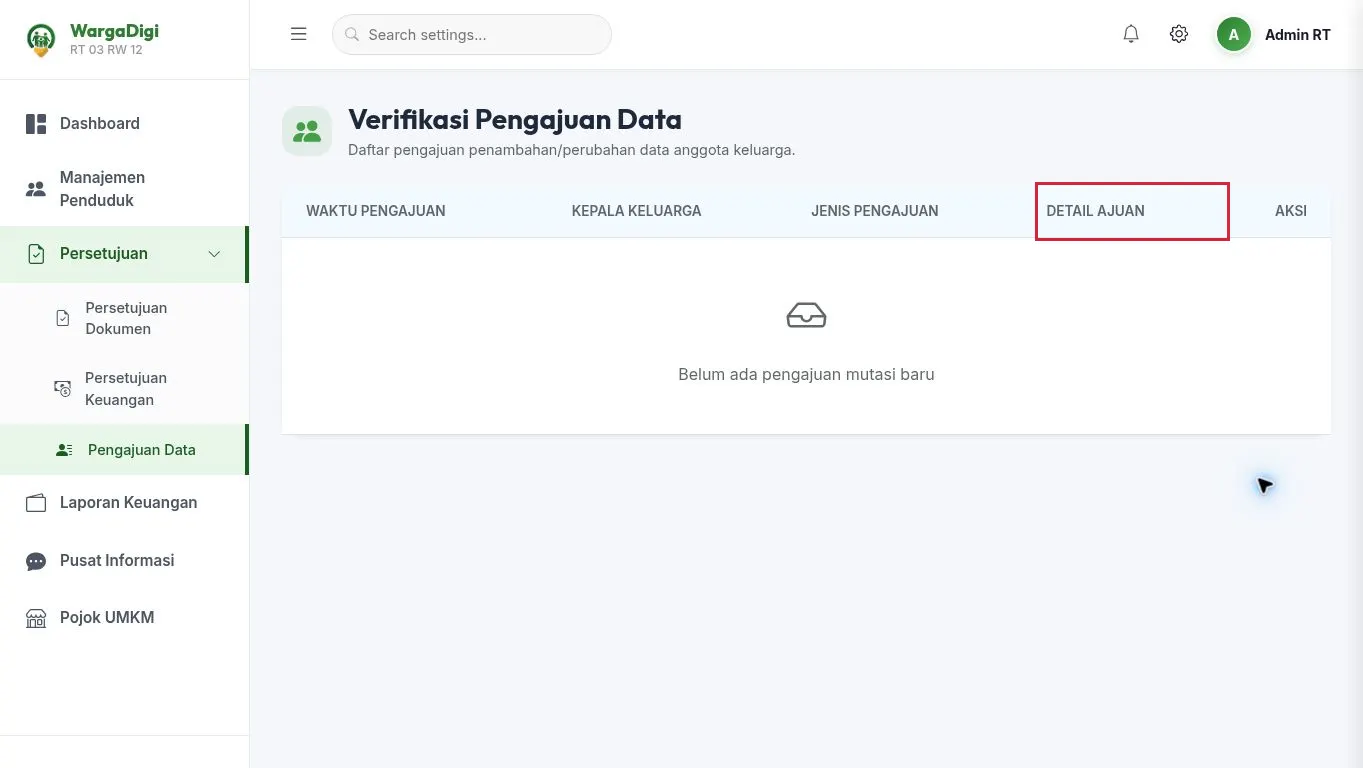 WargaDigi
RT 03 RW 12
Search settings...
A
Admin RT
Dashboard
Manajemen
Penduduk
Persetujuan
Persetujuan
Dokumen
Persetujuan
Keuangan
Pengajuan Data
Laporan Keuangan
Pusat Informasi
Pojok UMKM
Verifikasi Pengajuan Data
Daftar pengajuan penambahan/perubahan data anggota keluarga.
WAKTU PENGAJUAN KEPALA KELUARGA JENIS PENGAJUAN DETAIL AJUAN AKSI
Belum ada pengajuan mutasi baru